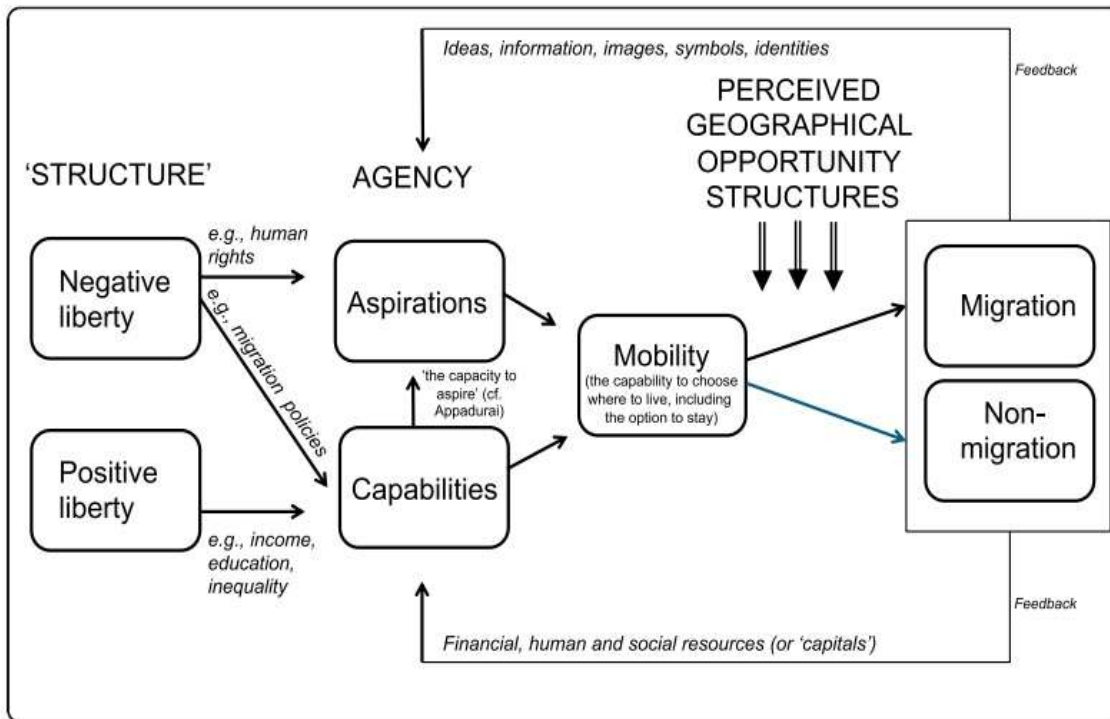 Ideas, information, images, symbols, identities
Feedback
PERCEIVED
GEOGRAPHICAL
OPPORTUNITY
STRUCTURES
‘STRUCTURE’
AGENCY
e.g., human
rights
Negative
liberty
e.g., migration policies
Aspirations
Migration
Mobility
(the capability to choose
where to live, including
the option to stay)
‘the capacity to
aspire’ (cf.
Appadurai)
Non-
migration
Positive
liberty
Capabilities
e.g., income,
education,
inequality
Feedback
Financial, human and social resources (or ‘capitals’)